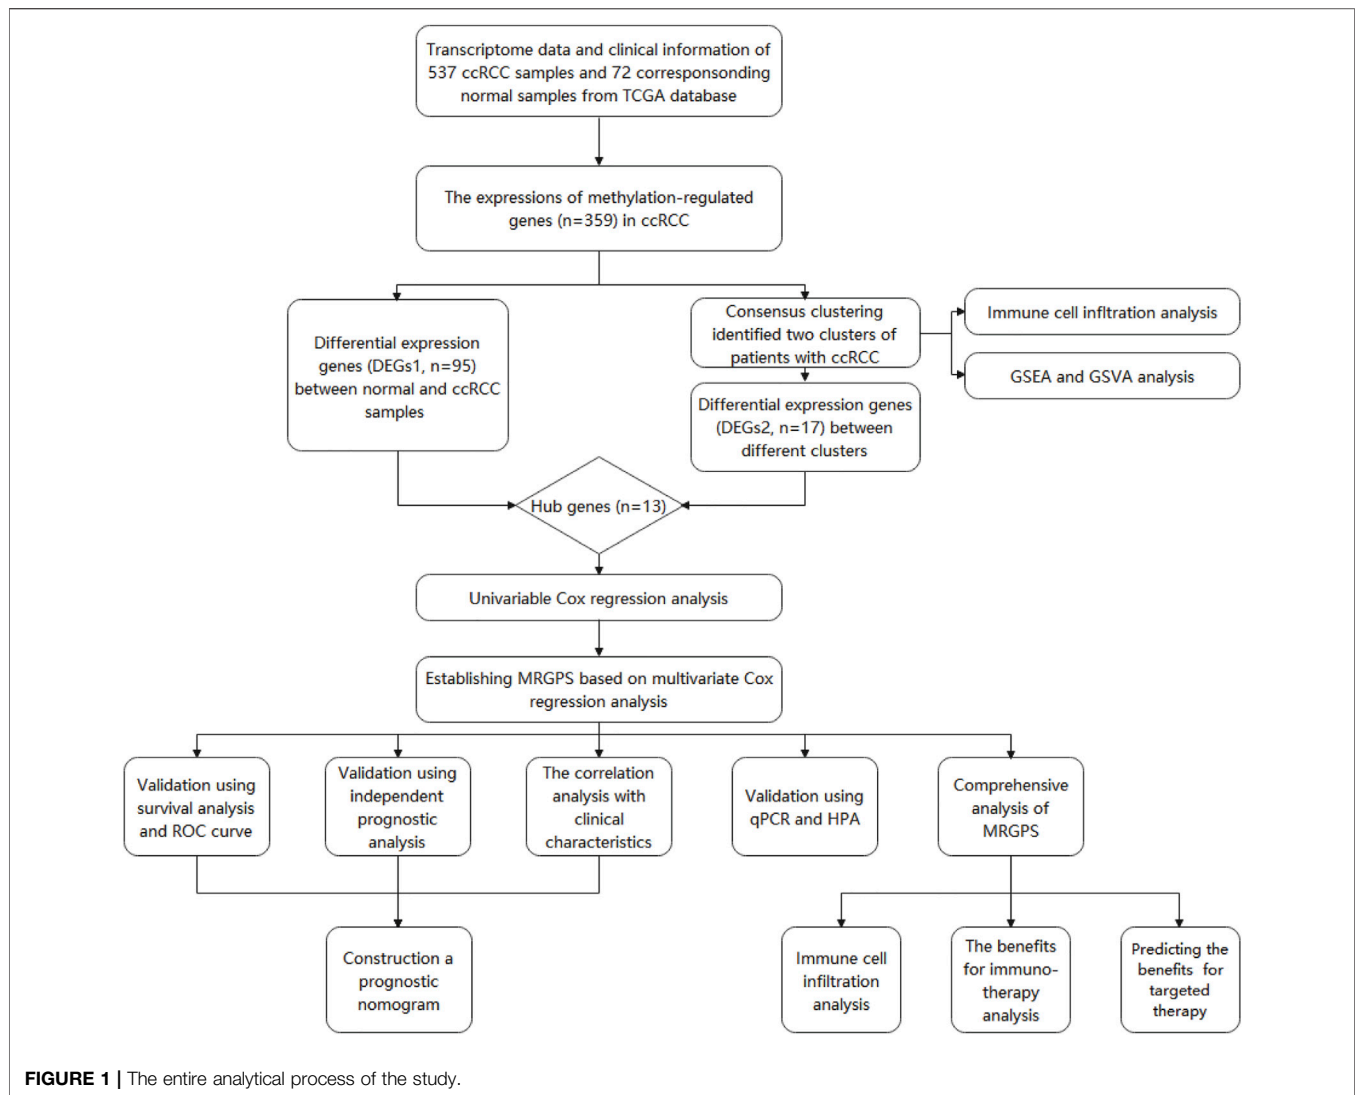 Transcriptome data and clinical information of
537 ccRCC samples and 72 corresponsonding
normal samples from TCGA database
The expressions of methylation-regulated
genes (n=359) in ccRCC
Differential expression
genes (DEGs1, n=95)
between normal and ccRCC
samples
Consensus clustering
identified two clusters of
patients with ccRCC
Immune cell infltration analysis
GSEA and GSVA analysis
Differential expression genes
(DEGs2, n=17) between
different clusters
Hub genes (n=13)
Univariable Cox regression analysis
Establishing MRGPS based on multivariate Cox
regression analysis
Validation using
survival analysis
and ROC curve
Validation using
independent
prognostic
analysis
The correlation
analysis with
clinical
characteristics
Validation using
qPCR and HPA
Comprehensive
analysis of
MRGPS
Construction a
prognostic
nomogram
Immune cell
infiltration
analysis
The benefits
for immuno-
therapy
analysis
Predicting the
benefits for
targeted
therapy
FIGURE 1 | The entire analytical process of the study.